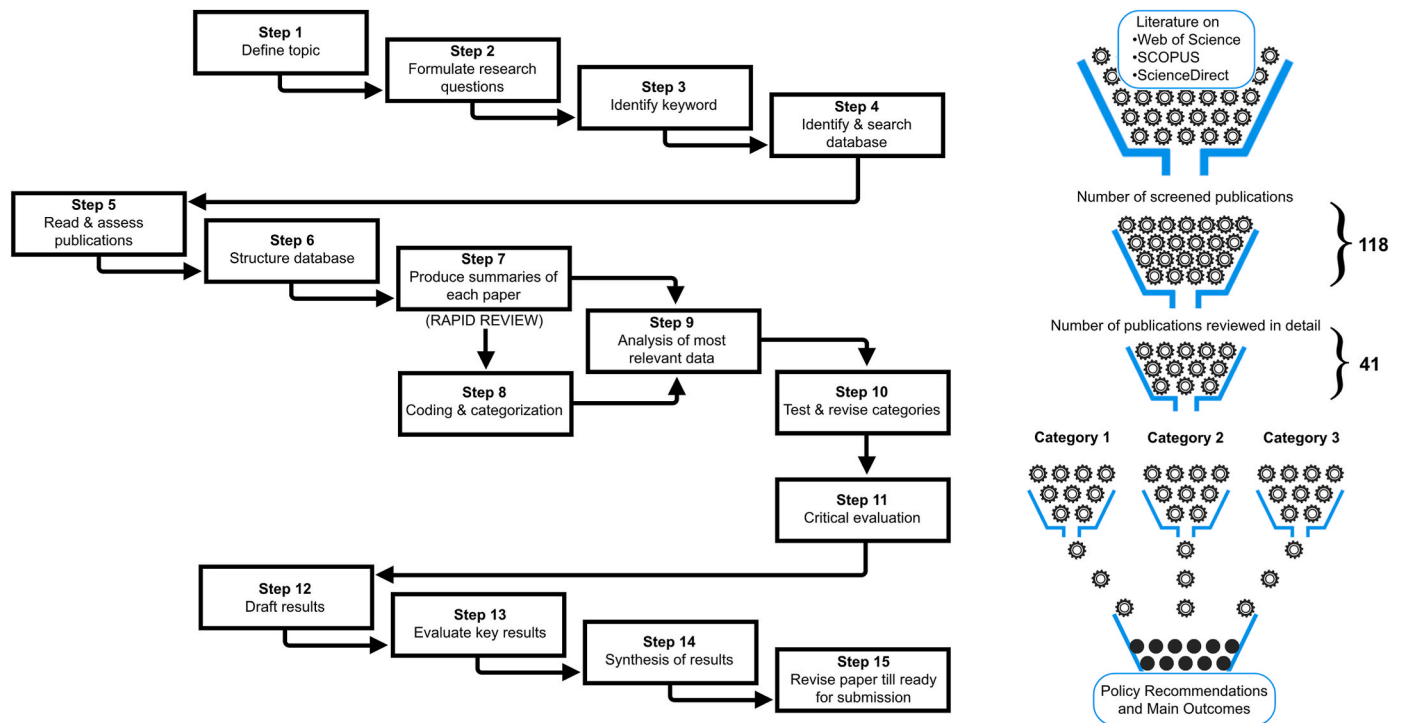 Step 1
Define topic
Step 2
Formulate research
questions
Step 3
Identify keyword
Step 4
Identify & search
database
Step 5
Read & assess
publications
Step 6
Structure database
Step 7
Produce summaries of
each paper
(RAPID REVIEW)
Step 8
Coding & categorization
Step 9
Analysis of most
relevant data
Step 10
Test & revise categories
Step 11
Critical evaluation
Step 12
Draft results
Step 13
Evaluate key results
Step 14
Synthesis of results
Step 15
Revise paper till ready
for submission
Literature on
•Web of Science
•SCOPUS
•ScienceDirect
Number of screened publications
118
Number of publications reviewed in detail
41
Category 1
Category 2
Category 3
Policy Recommendations
and Main Outcomes